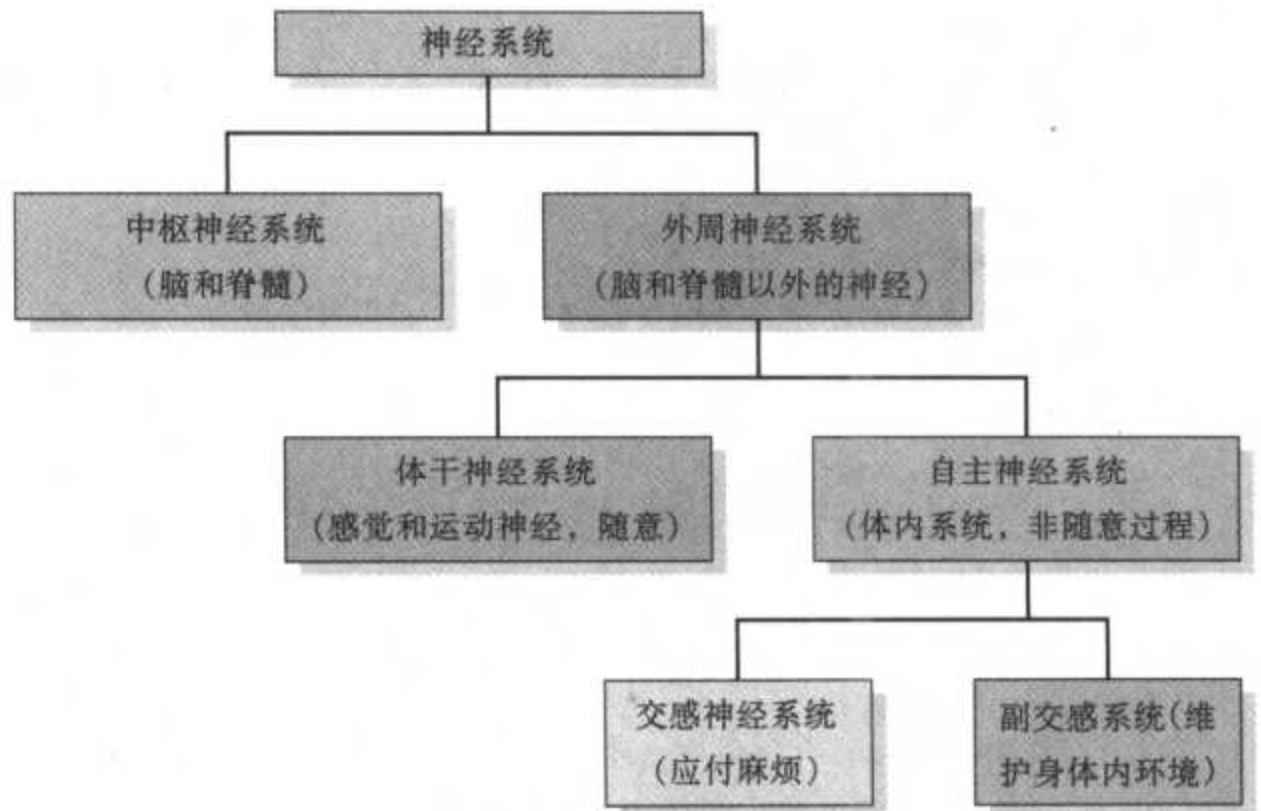 神经系统
中枢神经系统
(脑和脊髓)
外周神经系统
(脑和脊髓以外的神经)
体干神经系统
(感觉和运动神经，随意)
自主神经系统
(体内系统，非随意过程)
交感神经系统
(应付麻烦)
副交感系统(维
护身体内环境)